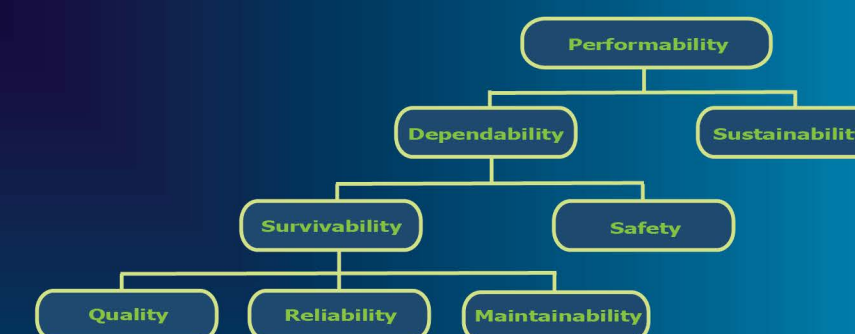 Performability
Dependability
Sustainabilit
Survivability
Safety
Quality
Reliability
Maintainability